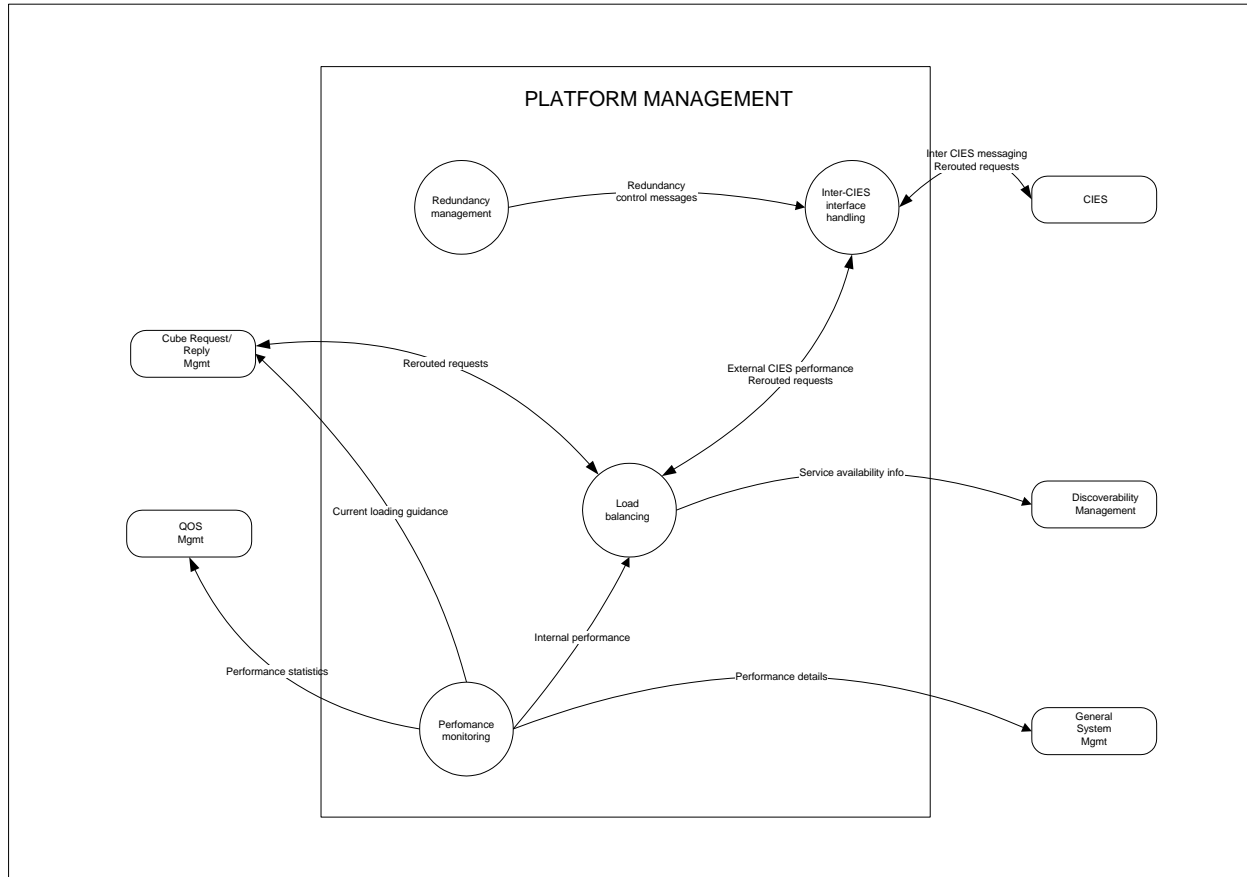 PLATFORM MANAGEMENT
Inter CIES messaging
Rerouted requests
Redundancy
management
Redundancy
control messages
Inter-CIES
interface
handling
CIES
Cube Request/
Reply
Mgmt
Rerouted requests
External CIES performance
Rerouted requests
Service availability info
Load
balancing
Discoverability
Management
Current loading guidance
QOS
Mgmt
Internal performance
Performance statistics
Performance details
Perfomance
monitoring
General
System
Mgmt